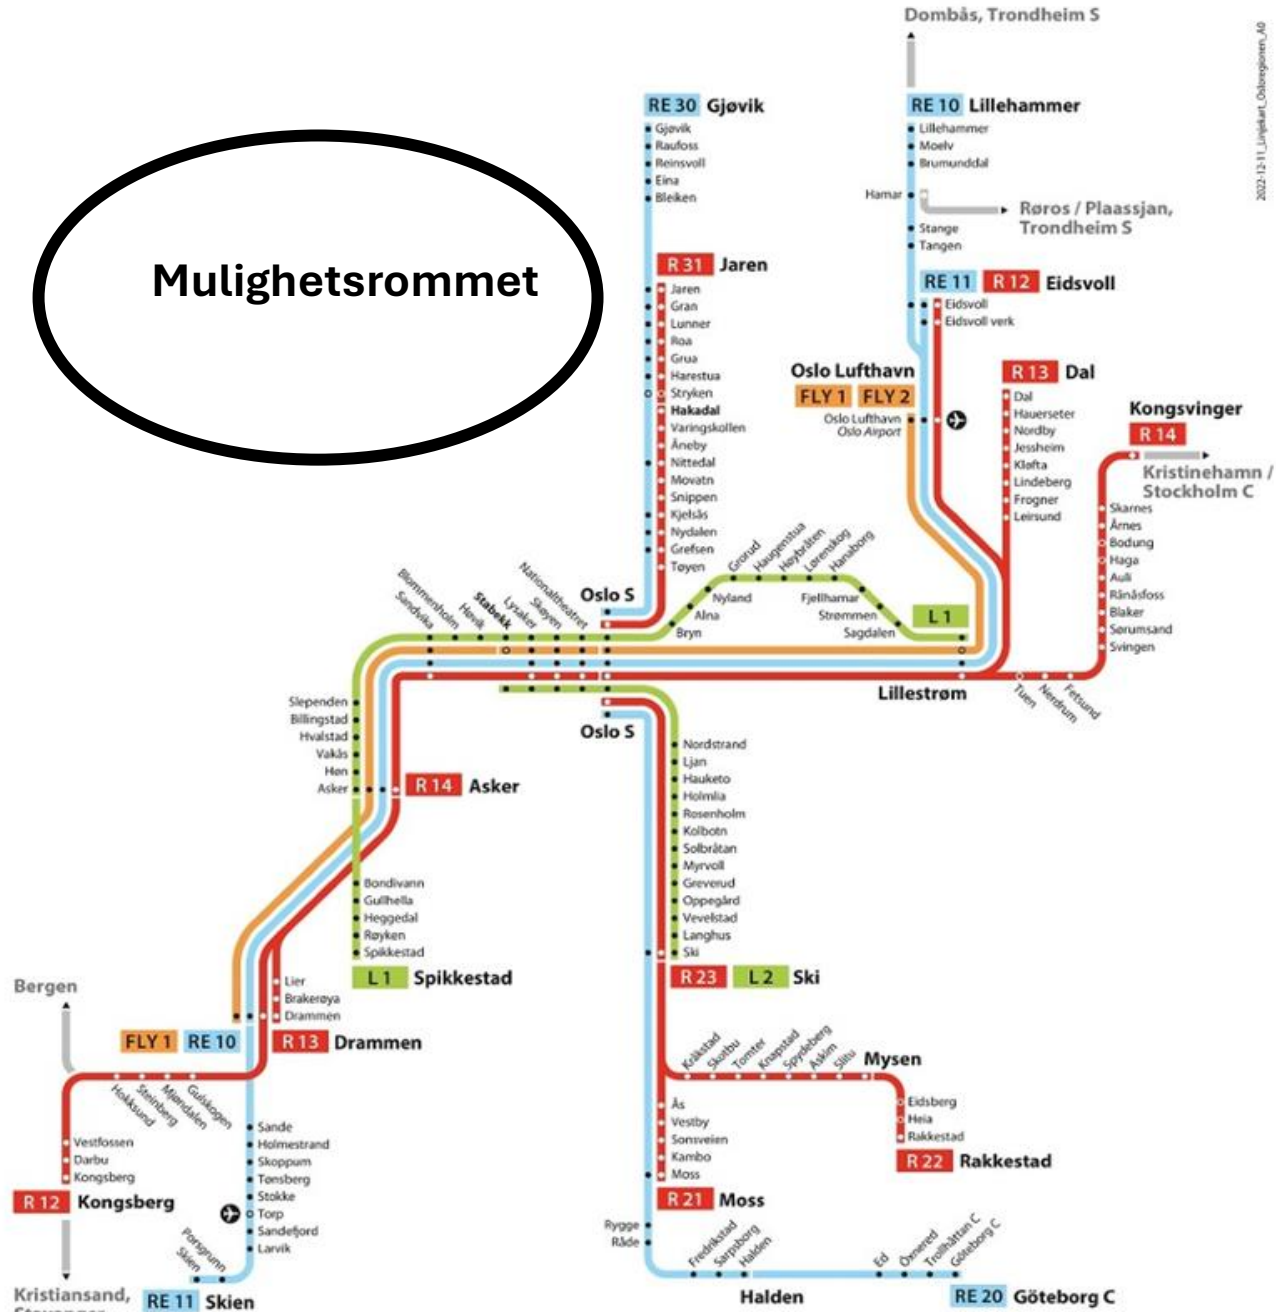 Dombås, Trondheim S
2022-12-11_Linjekart_Osloregionen_A0
RE 30 Gjøvik
Gjøvik
Raufoss
Reinsvoll
Eina
Bleiken
RE 10 Lillehammer
Lillehammer
Moelv
Brumunddal
Hamar
Røros / Plaassjan,
Trondheim S
Stange
Tangen
Mulighetsrommet
R 31 Jaren
Jaren
Gran
Lunner
Roa
Grua
Harestua
Stryken
Hakadal
Varingskollen
Åneby
Nittedal
Movatn
Snippen
Kjelsås
Nydalen
Grefsen
Tøyen
RE 11 R 12 Eidsvoll
Eidsvoll
Eidsvoll verk
Oslo Lufthavn
FLY 1 FLY 2
Oslo Lufthavn
Oslo Airport
R 13 Dal
Dal
Hauerseter
Nordby
Jessheim
Kløfta
Lindeberg
Frogner
Leirsund
Kongsvinger
R 14
Kristinehamn /
Stockholm C
Skarnes
Årnes
Bodung
Haga
Auli
Rånåsfoss
Blaker
Sørumsand
Svingen
Fetsund
Nerdrum
Tuen
Oslo S
Sandvika
Blommenholm
Høvik
Stabekk
Lysaker
Skøyen
Nationaltheatret
Bryn
Alna
Nyland
Grorud
Haugenstua
Høybråten
Lørenskog
Hanaborg
Fjellhamar
Strømmen
Sagdalen
L 1
Lillestrøm
Oslo S
Slependen
Billingstad
Hvalstad
Vakås
Høn
Asker
R 14 Asker
Bondivann
Gullhella
Heggedal
Røyken
Spikkestad
L 1 Spikkestad
Nordstrand
Ljan
Hauketo
Holmlia
Rosenholm
Kolbotn
Solbråtan
Myrvoll
Greverud
Oppegård
Vevelstad
Langhus
Ski
R 23 L 2 Ski
Lier
Brakerøya
Drammen
FLY 1 RE 10 R 13 Drammen
Bergen
Hokksund
Steinberg
Mjøndalen
Gulskogen
Vestfossen
Darbu
Kongsberg
R 12 Kongsberg
Kristiansand,
Sande
Holmestrand
Skoppum
Tønsberg
Stokke
Torp
Sandefjord
Larvik
Porsgrunn
Skien
RE 11 Skien
Kråkstad
Skotbu
Tomter
Knapstad
Spydeberg
Askim
Slitu
Mysen
Eidsberg
Heia
Rakkestad
R 22 Rakkestad
Ås
Vestby
Sonsveien
Kambo
Moss
R 21 Moss
Rygge
Råde
Fredrikstad
Sarpsborg
Halden
Halden
Ed
Öxnered
Trollhättan C
Göteborg C
RE 20 Göteborg C